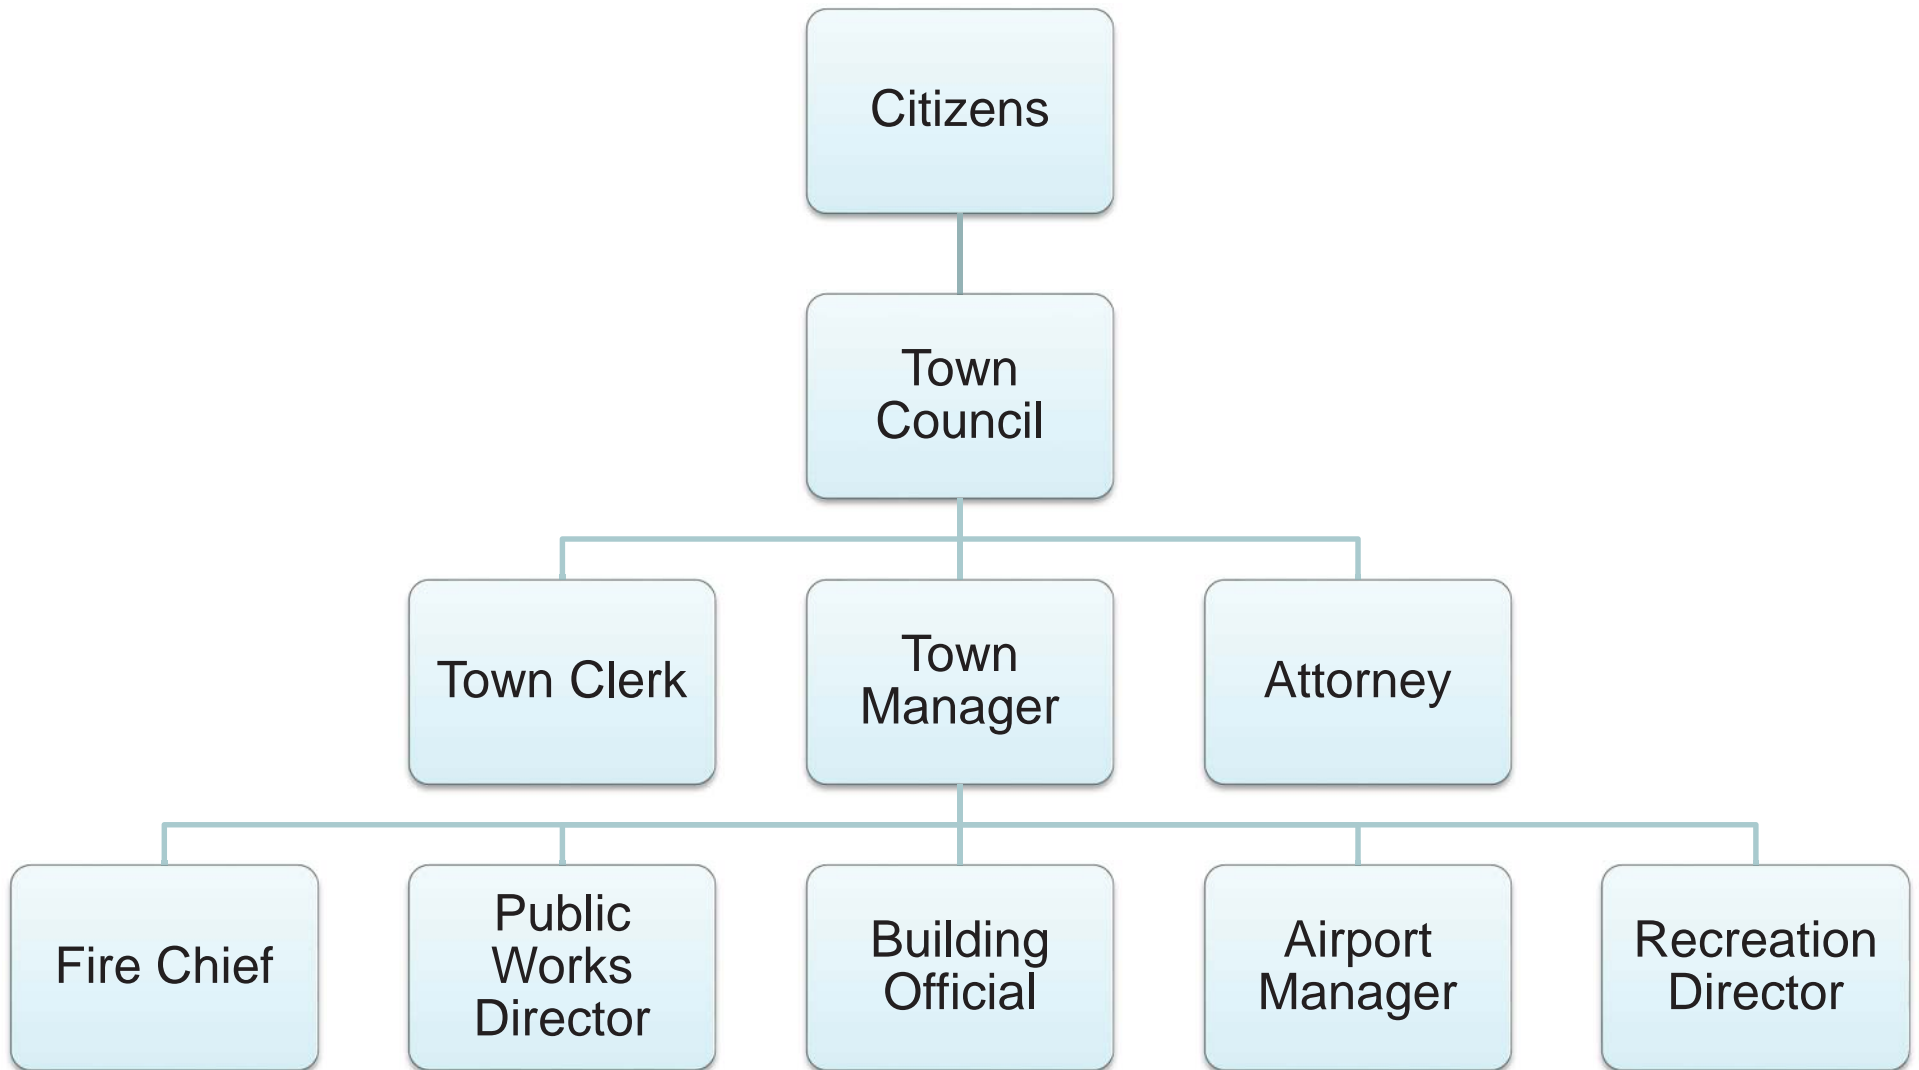 Citizens
Town
Council
Town Clerk
Town
Manager
Attorney
Fire Chief
Public
Works
Director
Building
Official
Airport
Manager
Recreation
Director